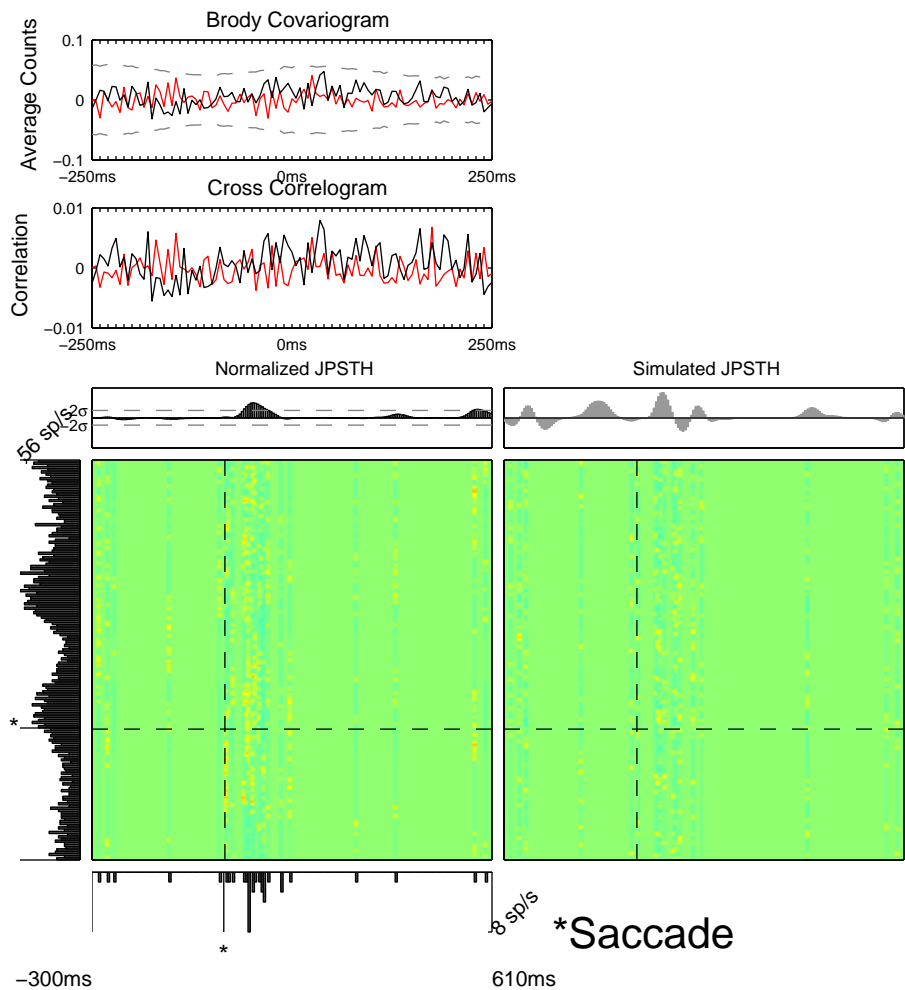 Brody Covariogram
0.1
0
−0.1
Average Counts
−250ms
0ms
250ms
Cross Correlogram
0.01
0
−0.01
Correlation
−250ms
0ms
250ms
Normalized JPSTH
Simulated JPSTH
2σ
−2σ
56 sp/s
*
8 sp/s
*
*Saccade
−300ms
610ms